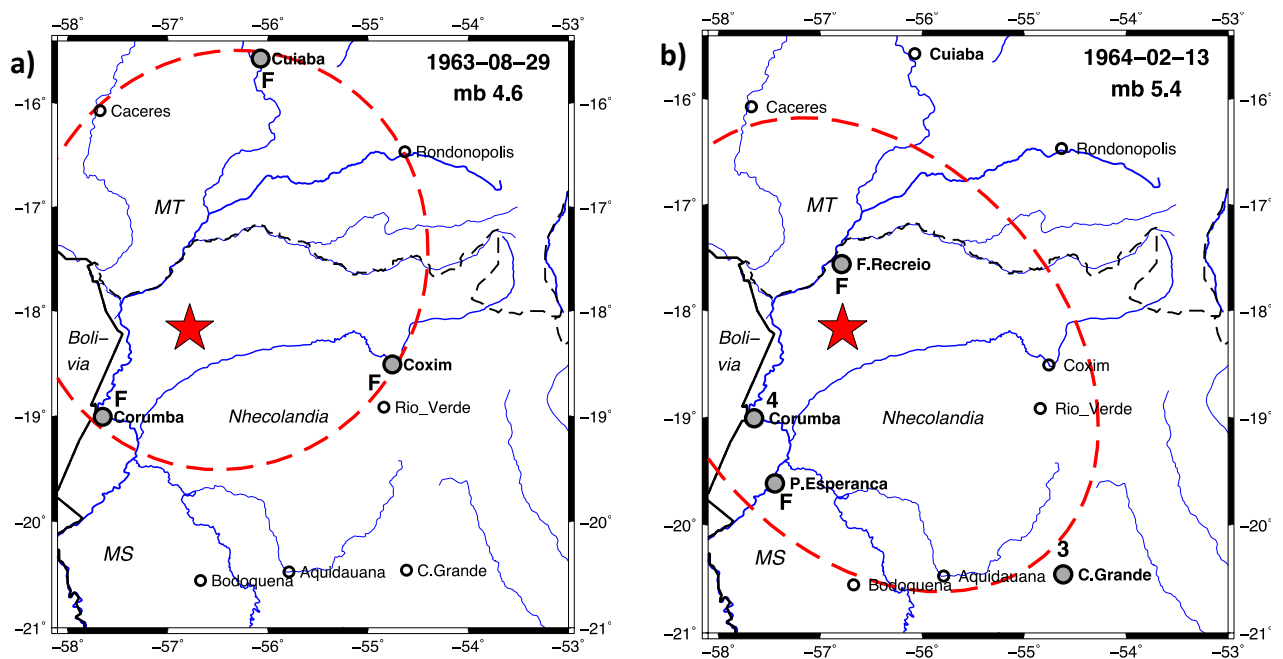 −58 −57 −56 −55 −54 −53
a)
1963−08−29
mb 4.6
Cuiaba
F
−16° −16°
Caceres
Rondonopolis
MT
−17° −17°
−18° −18°
Boli−
via
Coxim
F
F
Corumba
Rio_Verde
−19° −19°
Nhecolandia
−20° −20°
MS
Bodoquena
Aquidauana
C.Grande
−21° −21°
−58° −57° −56° −55° −54° −53°
−58 −57 −56 −55 −54 −53
b)
1964−02−13
mb 5.4
Cuiaba
−16° −16°
Caceres
Rondonopolis
MT
−17° −17°
F.Recreio
F
−18° −18°
Boli−
via
Coxim
4
Corumba
Rio_Verde
−19° −19°
Nhecolandia
P.Esperança
F
−20° −20°
MS
3
Bodoquena
Aquidauana
C.Grande
−21° −21°
−58° −57° −56° −55° −54° −53°